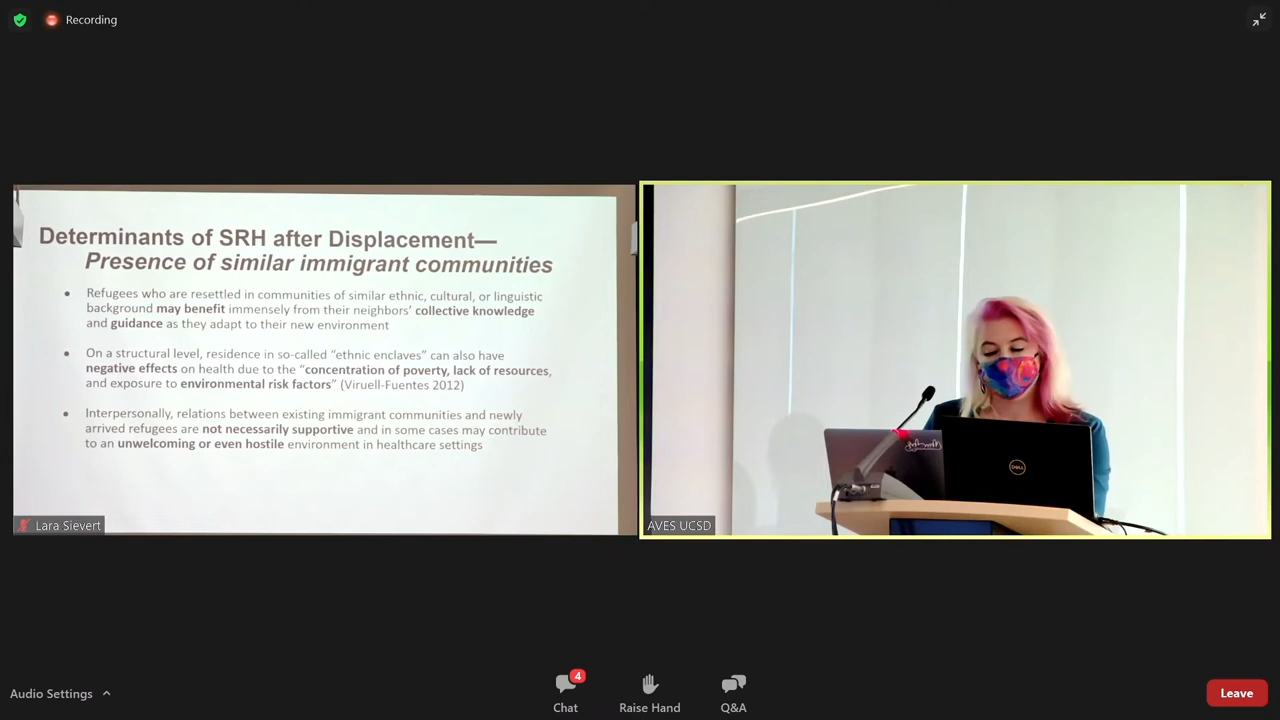 Recording
Determinants of SRH after Displacement—
Presence of similar immigrant communities
• Refugees who are resettled in communities of similar ethnic, cultural, or linguistic
background may benefit immensely from their neighbors' collective knowledge
and guidance as they adapt to their new environment
• On a structural level, residence in so-called "ethnic enclaves" can also have
negative effects on health due to the "concentration of poverty, lack of resources,
and exposure to environmental risk factors" (Viruell-Fuentes 2012)
• Interpersonally, relations between existing immigrant communities and newly
arrived refugees are not necessarily supportive and in some cases may contribute
to an unwelcoming or even hostile environment in healthcare settings
Lara Sievert
DELL
AVES UCSD
Audio Settings
4
Chat
Raise Hand
Q&A
Leave